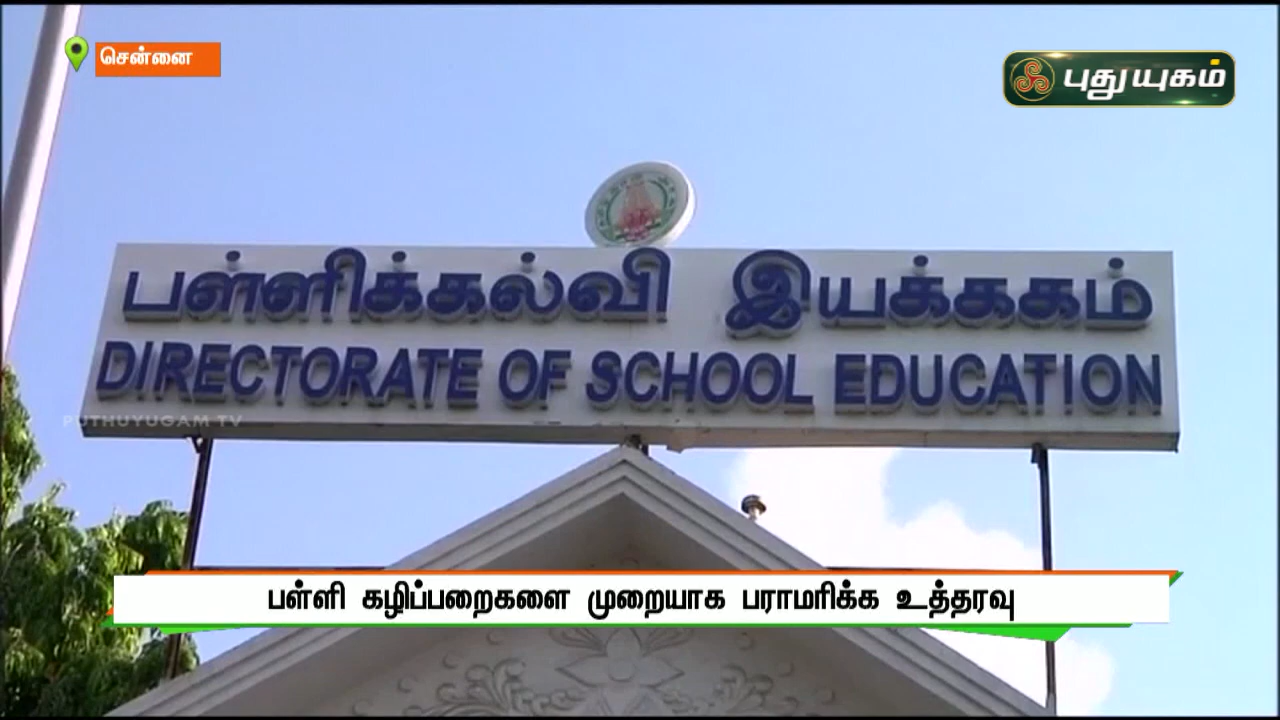 சென்னை
புதுயுகம்
பள்ளிக்கல்வி இயக்ககம்
DIRECTORATE OF SCHOOL EDUCATION
PUTHUYUGAM TV
பள்ளி கழிப்பறைகளை முறையாக பராமரிக்க உத்தரவு